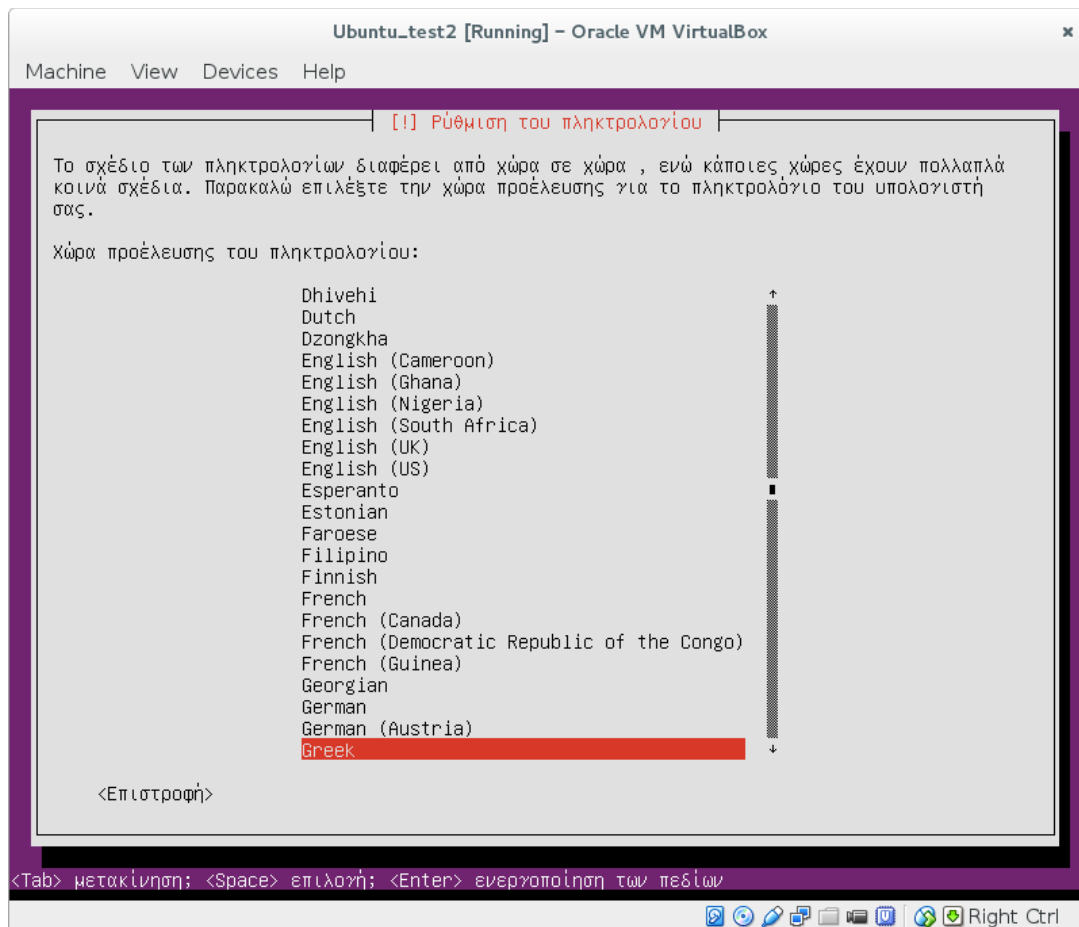 Ubuntu_test2 [Running] – Oracle VM VirtualBox
Machine View Devices Help
[!] Ρύθμιση του πληκτρολογίου
Το σχέδιο των πληκτρολογίων διαφέρει από χώρα σε χώρα , ενώ κάποιες χώρες έχουν πολλαπλά
κοινά σχέδια. Παρακαλώ επιλέξτε την χώρα προέλευσης για το πληκτρολόγιο του υπολογιστή
σας.
Χώρα προέλευσης του πληκτρολογίου:
Dhivehi
Dutch
Dzongkha
English (Cameroon)
English (Ghana)
English (Nigeria)
English (South Africa)
English (UK)
English (US)
Esperanto
Estonian
Faroese
Filipino
Finnish
French
French (Canada)
French (Democratic Republic of the Congo)
French (Guinea)
Georgian
German
German (Austria)
Greek
<Επιστροφή>
<Tab> μετακίνηση; <Space> επιλογή; <Enter> ενεργοποίηση των πεδίων
Right Ctrl